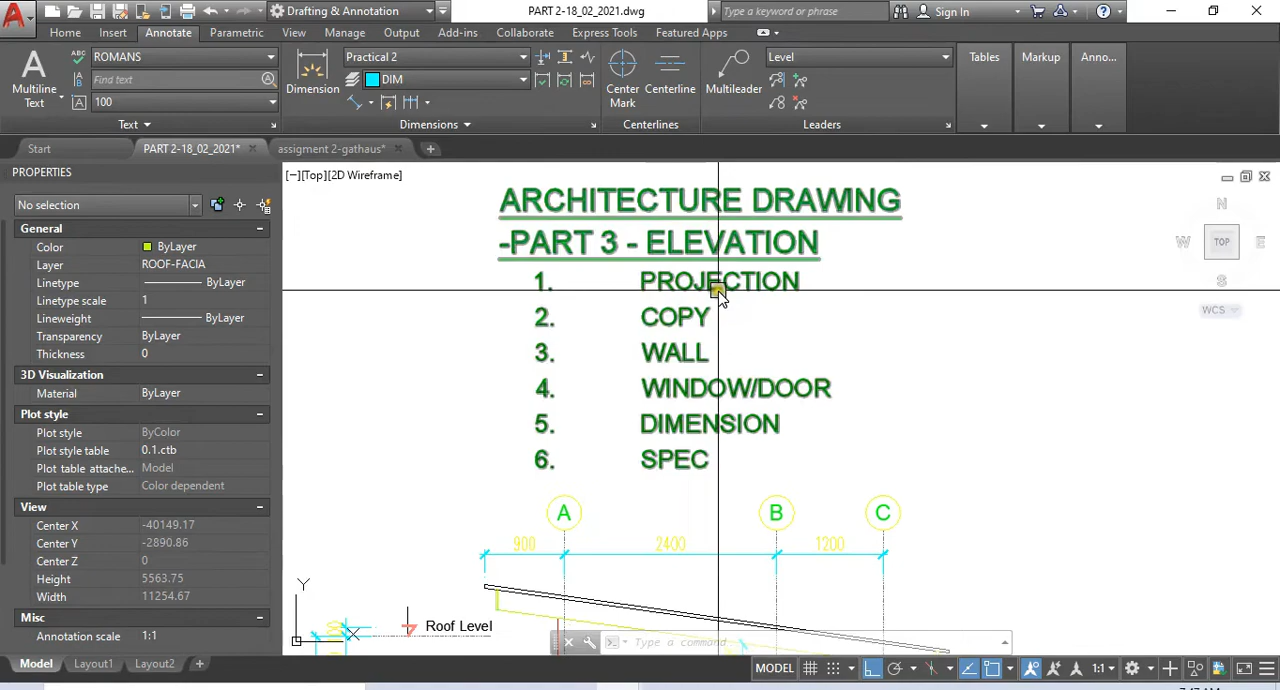 Drafting & Annotation
PART 2-18_02_2021.dwg
Type a keyword or phrase
Sign In
Home Insert Annotate Parametric View Manage Output Add-ins Collaborate Express Tools Featured Apps
ABC ROMANS
Find text
100
Multiline Text
Text
Dimension
Practical 2
DIM
Dimensions
Center Mark
Centerline
Centerlines
Multileader
Level
Leaders
Tables
Markup
Anno...
Start
PART 2-18_02_2021*
assigment 2-gathaus*
PROPERTIES
No selection
General
Color ByLayer
Layer ROOF-FACIA
Linetype ByLayer
Linetype scale 1
Lineweight ByLayer
Transparency ByLayer
Thickness 0
3D Visualization
Material ByLayer
Plot style
Plot style ByColor
Plot style table 0.1.ctb
Plot table attache... Model
Plot table type Color dependent
View
Center X -40149.17
Center Y -2890.86
Center Z 0
Height 5563.75
Width 11254.67
Misc
Annotation scale 1:1
[−][Top][2D Wireframe]
ARCHITECTURE DRAWING
-PART 3 - ELEVATION
1. PROJECTION
2. COPY
3. WALL
4. WINDOW/DOOR
5. DIMENSION
6. SPEC
A B C
900 2400 1200
Roof Level
Y
X
N
W TOP E
S
WCS
Type a command
Model Layout1 Layout2
MODEL
1:1